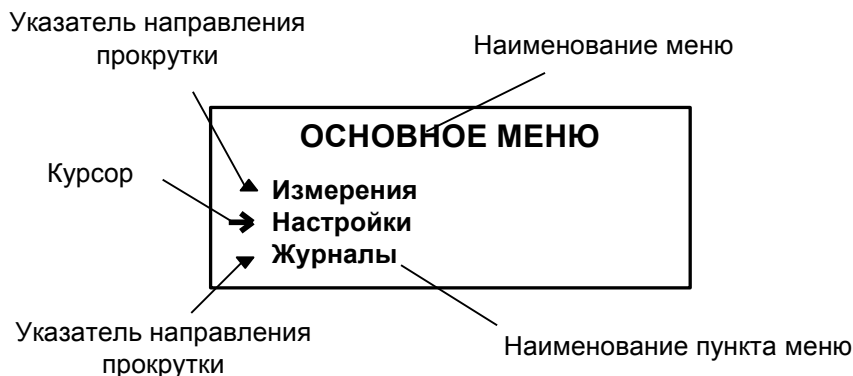 Указатель направления
прокрутки
Наименование меню
ОСНОВНОЕ МЕНЮ
Курсор
Измерения
Настройки
Журналы
Указатель направления
прокрутки
Наименование пункта меню